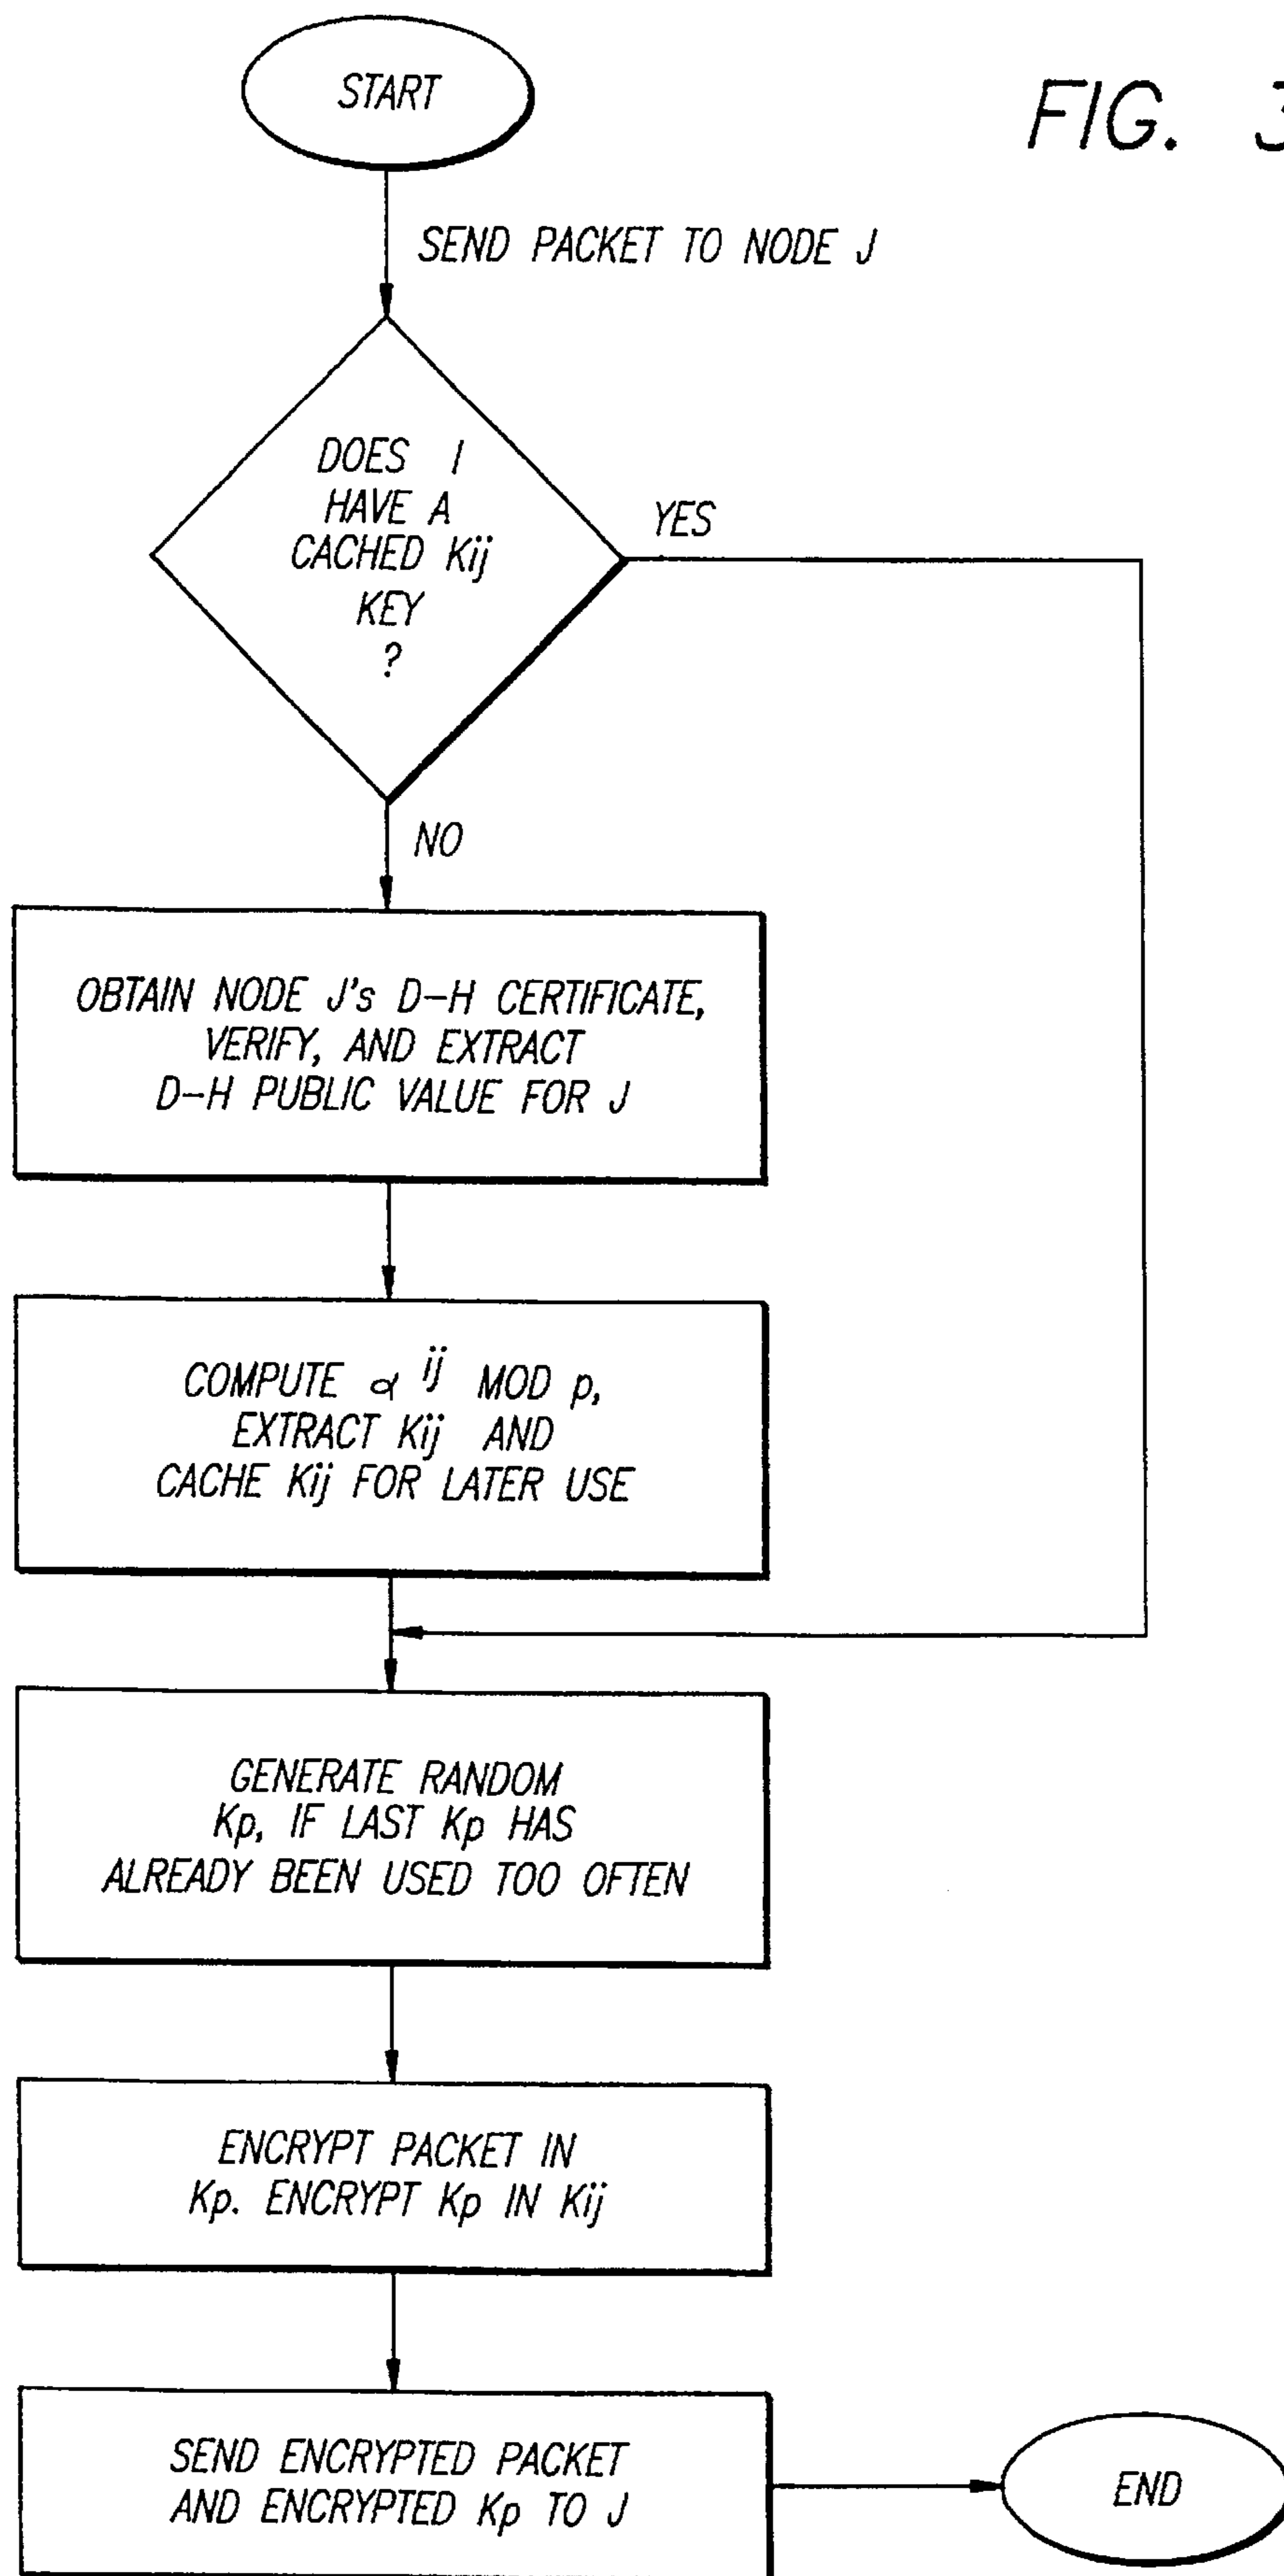 START
FIG. 3
SEND PACKET TO NODE J
DOES I
HAVE A
CACHED Kij
KEY
?
YES
NO
OBTAIN NODE J's D-H CERTIFICATE,
VERIFY, AND EXTRACT
D-H PUBLIC VALUE FOR J
COMPUTE α ij MOD p,
EXTRACT Kij AND
CACHE Kij FOR LATER USE
GENERATE RANDOM
Kp, IF LAST Kp HAS
ALREADY BEEN USED TOO OFTEN
ENCRYPT PACKET IN
Kp. ENCRYPT Kp IN Kij
SEND ENCRYPTED PACKET
AND ENCRYPTED Kp TO J
END